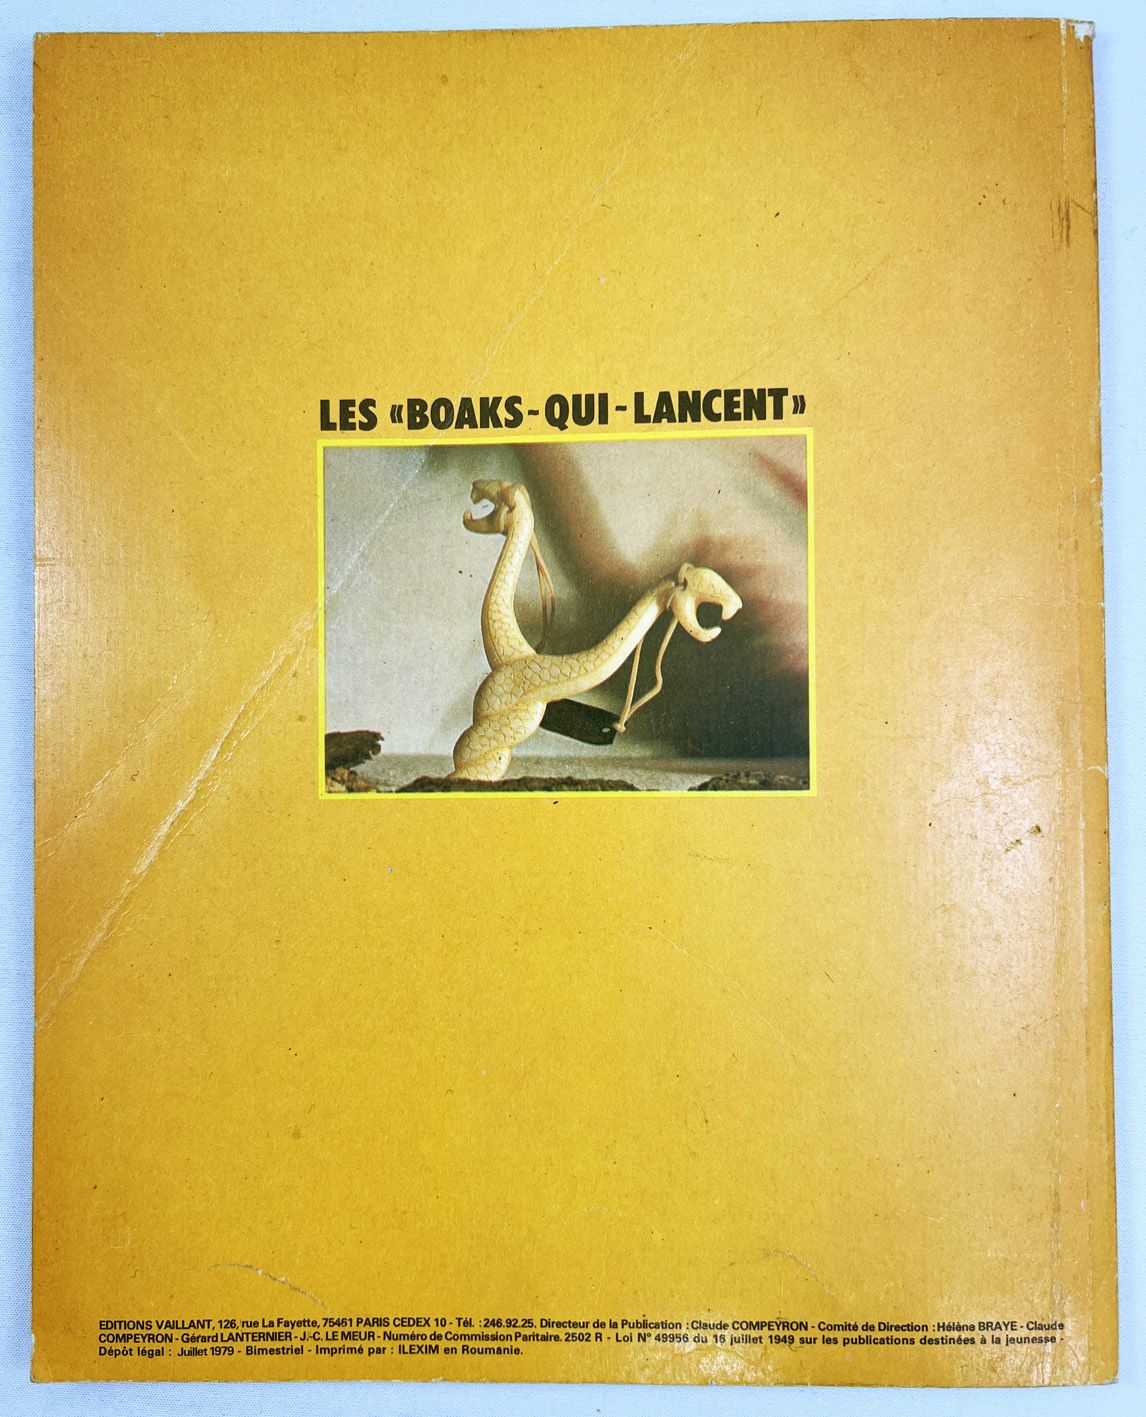 LES «BOAKS-QUI-LANCENT»
EDITIONS VAILLANT, 126, rue La Fayette, 75461 PARIS CEDEX 10 - Tél. : 246.92.25. Directeur de la Publication : Claude COMPEYRON - Comité de Direction : Hélène BRAYE - Claude
COMPEYRON - Gérard LANTERNIER - J.-C. LE MEUR - Numéro de Commission Paritaire. 2502 R - Loi N° 49956 du 16 juillet 1949 sur les publications destinées à la jeunesse -
Dépôt légal : Juillet 1979 - Bimestriel - Imprimé par : ILEXIM en Roumanie.